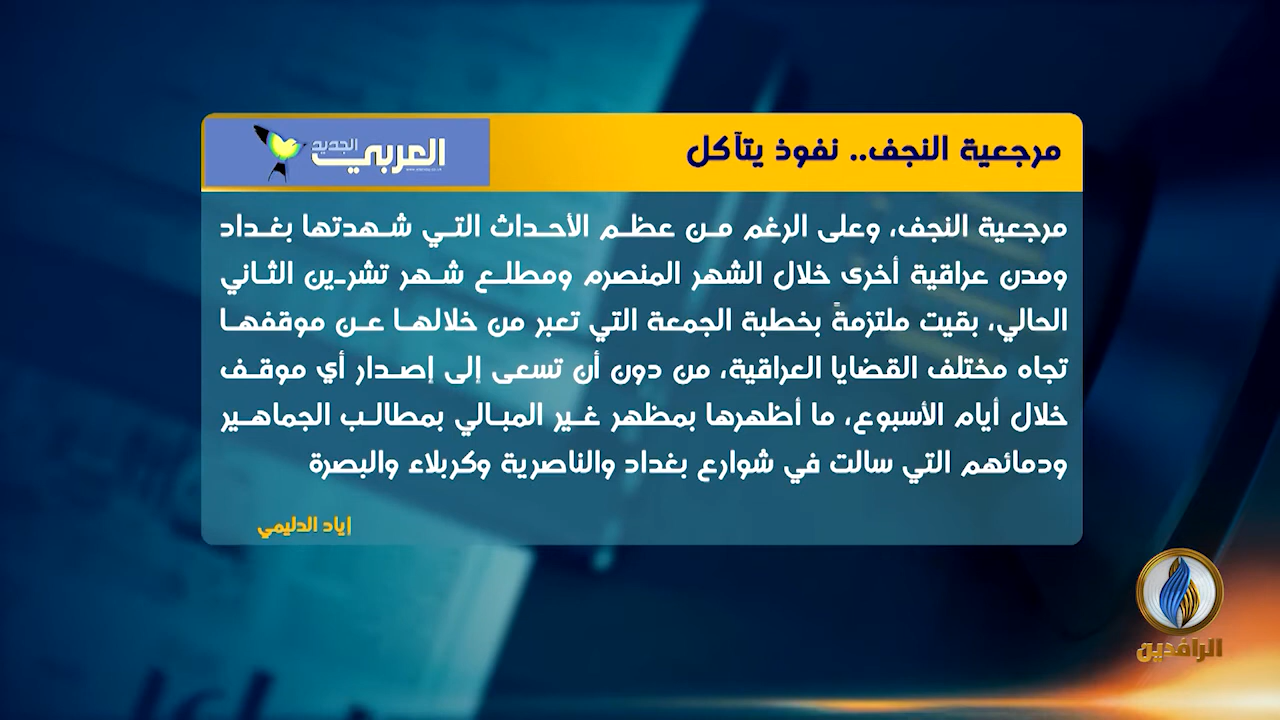 مرجعية النجف.. نفوذ يتآكل
العربي الجديد
مرجعية النجف، وعلى الرغم من عظم الأحداث التي شهدتها بغداد
ومدن عراقية أخرى خلال الشهر المنصرم ومطلع شهر تشرين الثاني
الحالي، بقيت ملتزمةً بخطبة الجمعة التي تعبر من خلالها عن موقفها
تجاه مختلف القضايا العراقية، من دون أن تسعى إلى إصدار أي موقف
خلال أيام الأسبوع، ما أظهرها بمظهر غير المبالي بمطالب الجماهير
ودمائهم التي سالت في شوارع بغداد والناصرية وكربلاء والبصرة
إياد الدليمي
الرافدين